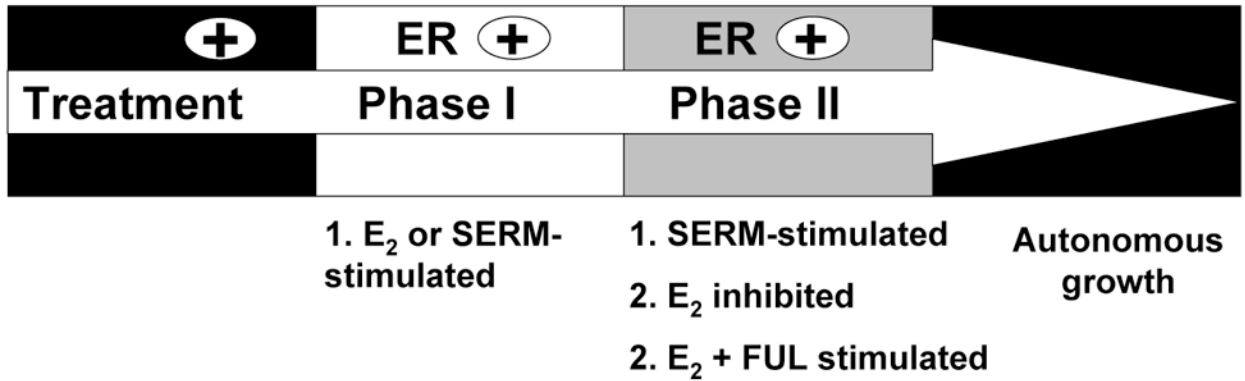 + ER + ER +
Treatment Phase I Phase II
1. E₂ or SERM-
stimulated
1. SERM-stimulated
2. E₂ inhibited
2. E₂ + FUL stimulated
Autonomous
growth